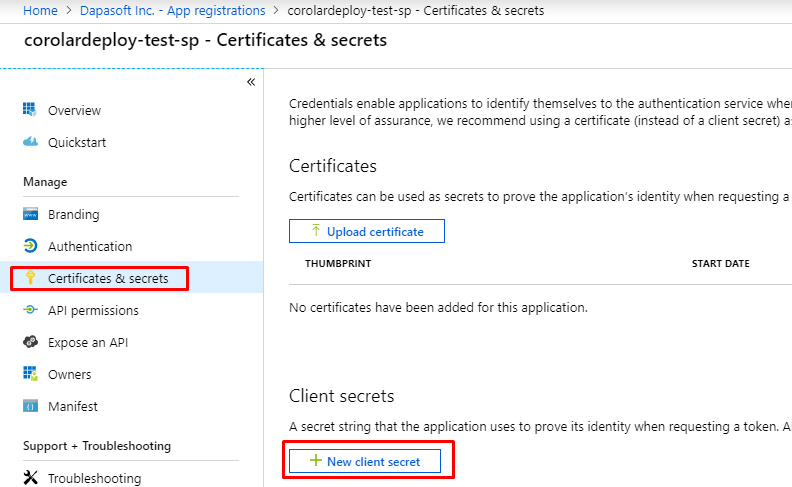 Home > Dapasoft Inc. - App registrations > corolardeploy-test-sp - Certificates & secrets
corolardeploy-test-sp - Certificates & secrets
«
Overview
Quickstart
Manage
Branding
Authentication
Certificates & secrets
API permissions
Expose an API
Owners
Manifest
Support + Troubleshooting
Troubleshooting
Credentials enable applications to identify themselves to the authentication service whe
higher level of assurance, we recommend using a certificate (instead of a client secret) a
Certificates
Certificates can be used as secrets to prove the application's identity when requesting a
Upload certificate
THUMBPRINT START DATE
No certificates have been added for this application.
Client secrets
A secret string that the application uses to prove its identity when requesting a token. Al
New client secret